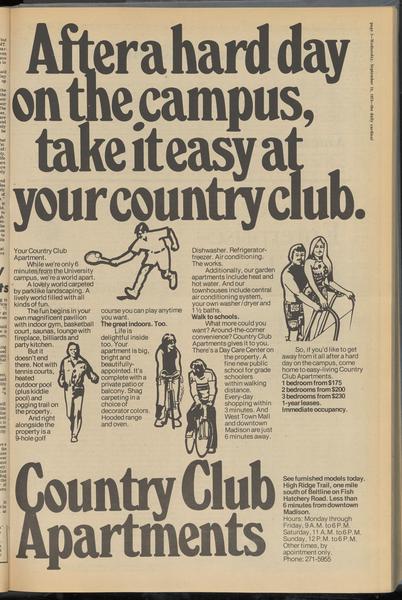 page 2—Wednesday, September 19, 1973—the daily cardinal
After a hard day
on the campus,
take it easy at
your country club.
Your Country Club
Apartment.
While we're only 6
minutes from the University
campus, we're a world apart.
A lovely world carpeted
by parklike landscaping. A
lively world filled with all
kinds of fun.
The fun begins in your
own magnificent pavilion
with indoor gym, basketball
court, saunas, lounge with
fireplace, billiards and
party kitchen.
But it
doesn't end
there. Not with
tennis courts,
heated
outdoor pool
(plus kiddie
pool) and
jogging trail on
the property.
And right
alongside the
property is a
9-hole golf
course you can play anytime
you want.
The great indoors. Too.
Life is
delightful inside
too. Your
apartment is big,
bright and
beautifully
decorated. It's
complete with a
private patio or
balcony. Shag
carpeting in a
choice of
decorator colors.
Hooded range
and oven.
Dishwasher. Refrigerator-
freezer. Air conditioning.
The works.
Additionally, our garden
apartments include heat and
hot water. And our
townhouses include central
air conditioning system,
your own washer/dryer and
1½ baths.
Walk to schools.
What more could you
want? Around-the-corner
convenience? Country Club
Apartments gives it to you.
There's a Day Care Center on
the property. A
fine new public
school for grade
schoolers
within walking
distance.
Every-day
shopping within
3 minutes. And
West Town Mall
and downtown
Madison are just
6 minutes away.
So, if you'd like to get
away from it all after a hard
day on the campus, come
home to easy-living Country
Club Apartments.
1 bedroom from $175
2 bedrooms from $200
3 bedrooms from $230
1-year leases.
Immediate occupancy.
Country Club
Apartments
See furnished models today.
High Ridge Trail, one mile
south of Beltline on Fish
Hatchery Road. Less than
6 minutes from downtown
Madison.
Hours: Monday through
Friday, 9 A.M. to 6 P.M.
Saturday, 11 A.M. to 6 P.M.
Sunday, 12 P.M. to 6 P.M.
Other times, by
apointment only.
Phone: 271-5955